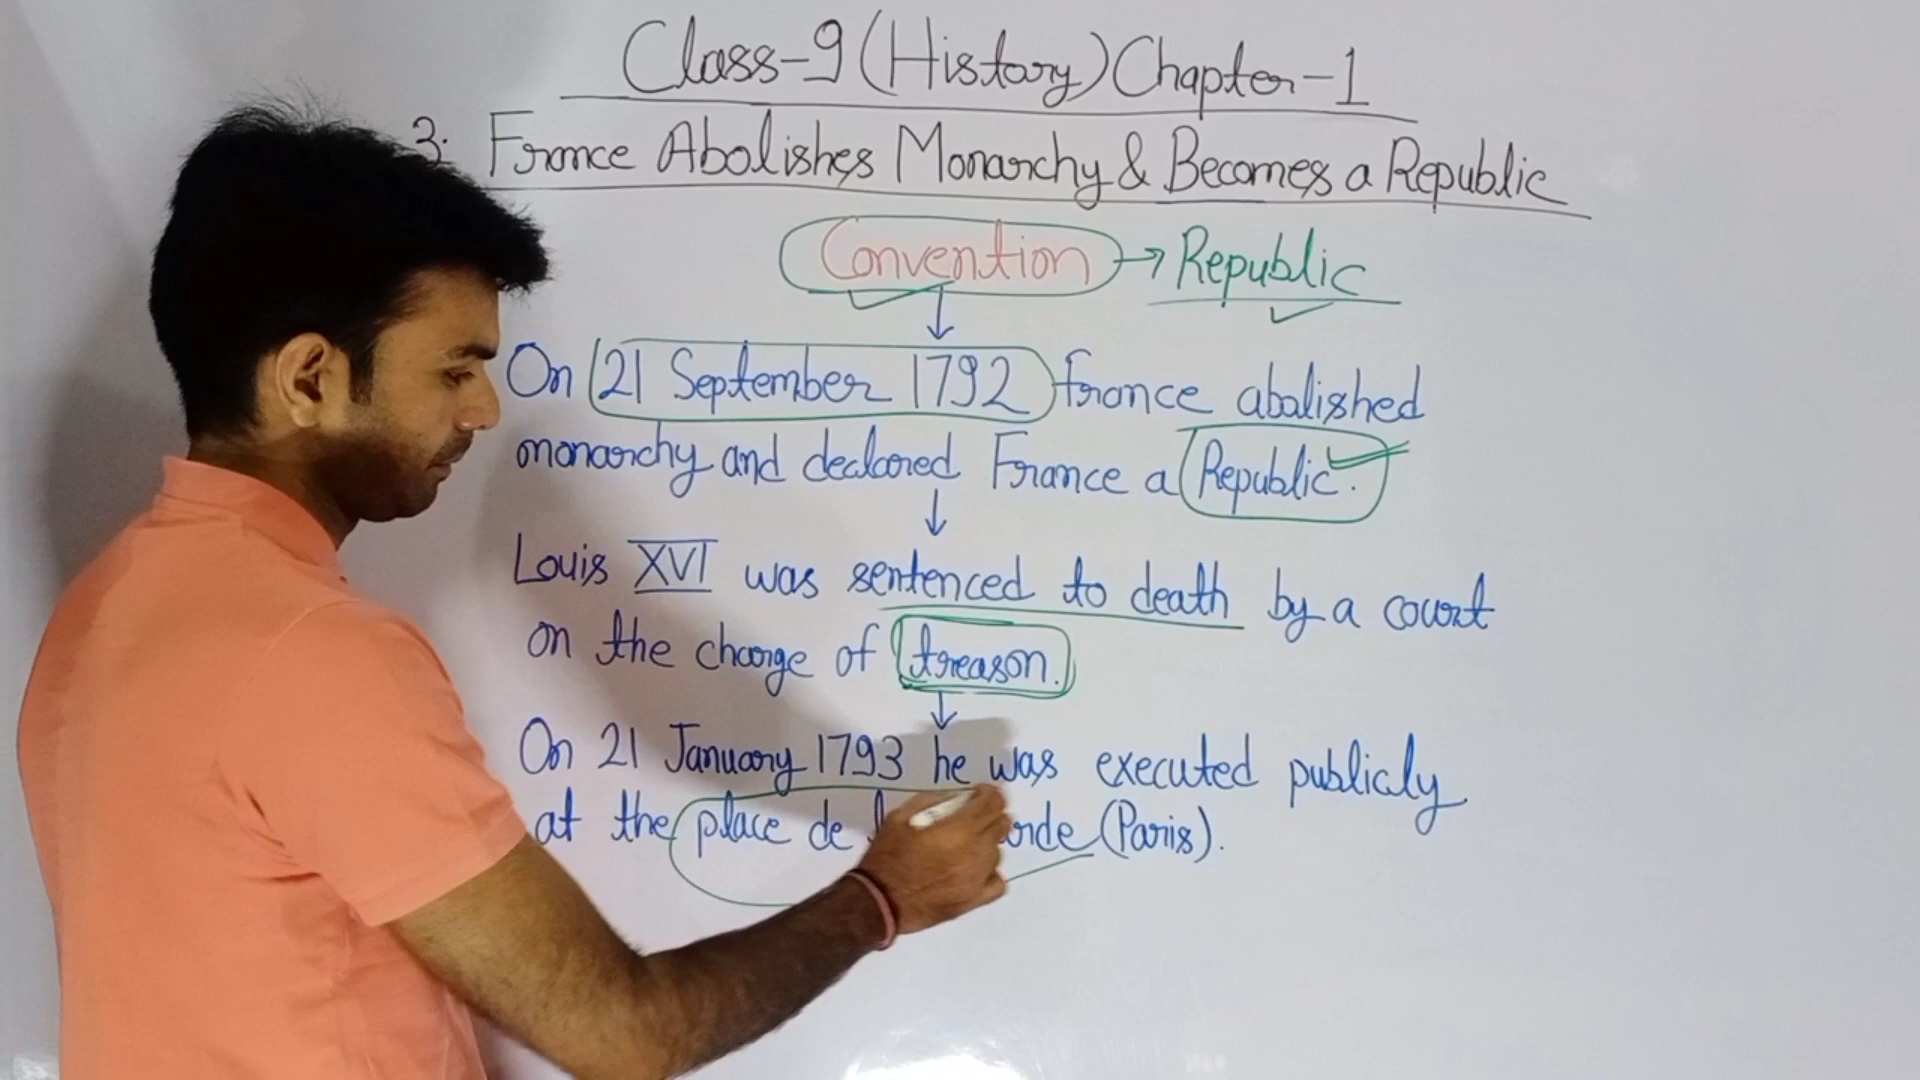 Class-9 (History) Chapter-1
3. France Abolishes Monarchy & Becomes a Republic
Convention → Republic
On 21 September 1792 france abolished
monarchy and declared France a Republic.
Louis XVI was sentenced to death by a court
on the charge of treason.
On 21 January 1793 he was executed publicly
at the place de (Paris).